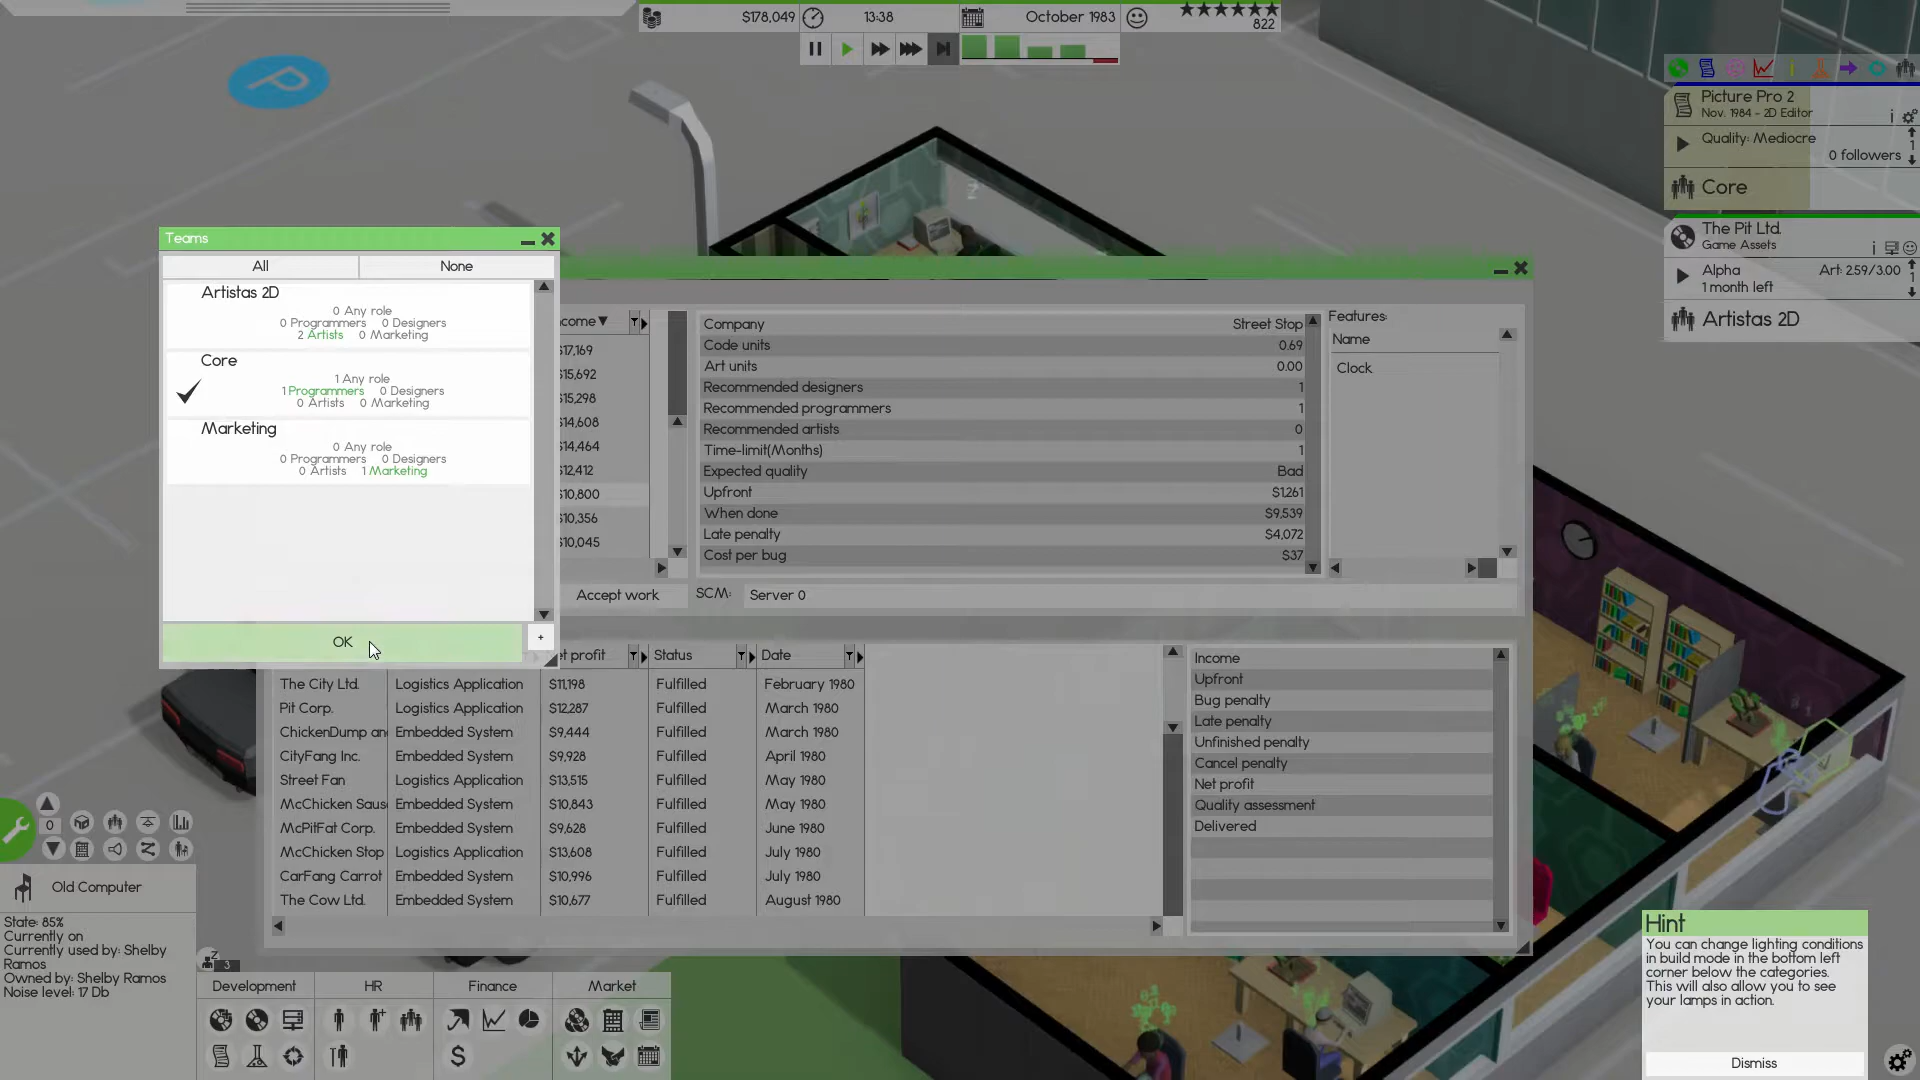 $178,049
13:38
October 1983
822
Picture Pro 2
Nov. 1984 - 2D Editor
Quality: Mediocre
1
0 followers
Core
The Pit Ltd.
Game Assets
Alpha
Art: 2.59/3.00
1 month left
1
Artistas 2D
Teams
All
None
Artistas 2D
0 Any role
0 Programmers 0 Designers
2 Artists 0 Marketing
Core
1 Any role
1 Programmers 0 Designers
0 Artists 0 Marketing
Marketing
0 Any role
0 Programmers 0 Designers
0 Artists 1 Marketing
OK
+
come
$17,169
$15,692
$15,298
$14,608
$14,464
$12,412
$10,800
$10,356
$10,045
Company Street Stop
Code units 0.69
Art units 0.00
Recommended designers 1
Recommended programmers 1
Recommended artists 0
Time-limit(Months) 1
Expected quality Bad
Upfront $1,261
When done $9,539
Late penalty $4,072
Cost per bug $37
Features:
Name
Clock
Accept work
SCM:
Server 0
et profit
Status
Date
The City Ltd. Logistics Application $11,198 Fulfilled February 1980
Pit Corp. Logistics Application $12,287 Fulfilled March 1980
ChickenDump an Embedded System $9,444 Fulfilled March 1980
CityFang Inc. Embedded System $9,928 Fulfilled April 1980
Street Fan Logistics Application $13,515 Fulfilled May 1980
McChicken Saus Embedded System $10,843 Fulfilled May 1980
McPitFat Corp. Embedded System $9,628 Fulfilled June 1980
McChicken Stop Logistics Application $13,608 Fulfilled July 1980
CarFang Carrot Embedded System $10,996 Fulfilled July 1980
The Cow Ltd. Embedded System $10,677 Fulfilled August 1980
Income
Upfront
Bug penalty
Late penalty
Unfinished penalty
Cancel penalty
Net profit
Quality assessment
Delivered
0
Old Computer
State: 85%
Currently on
Currently used by: Shelby
Ramos
Owned by: Shelby Ramos
Noise level: 17 Db
3
Development
HR
Finance
Market
Hint
You can change lighting conditions
in build mode in the bottom left
corner below the categories.
This will also allow you to see
your lamps in action.
Dismiss